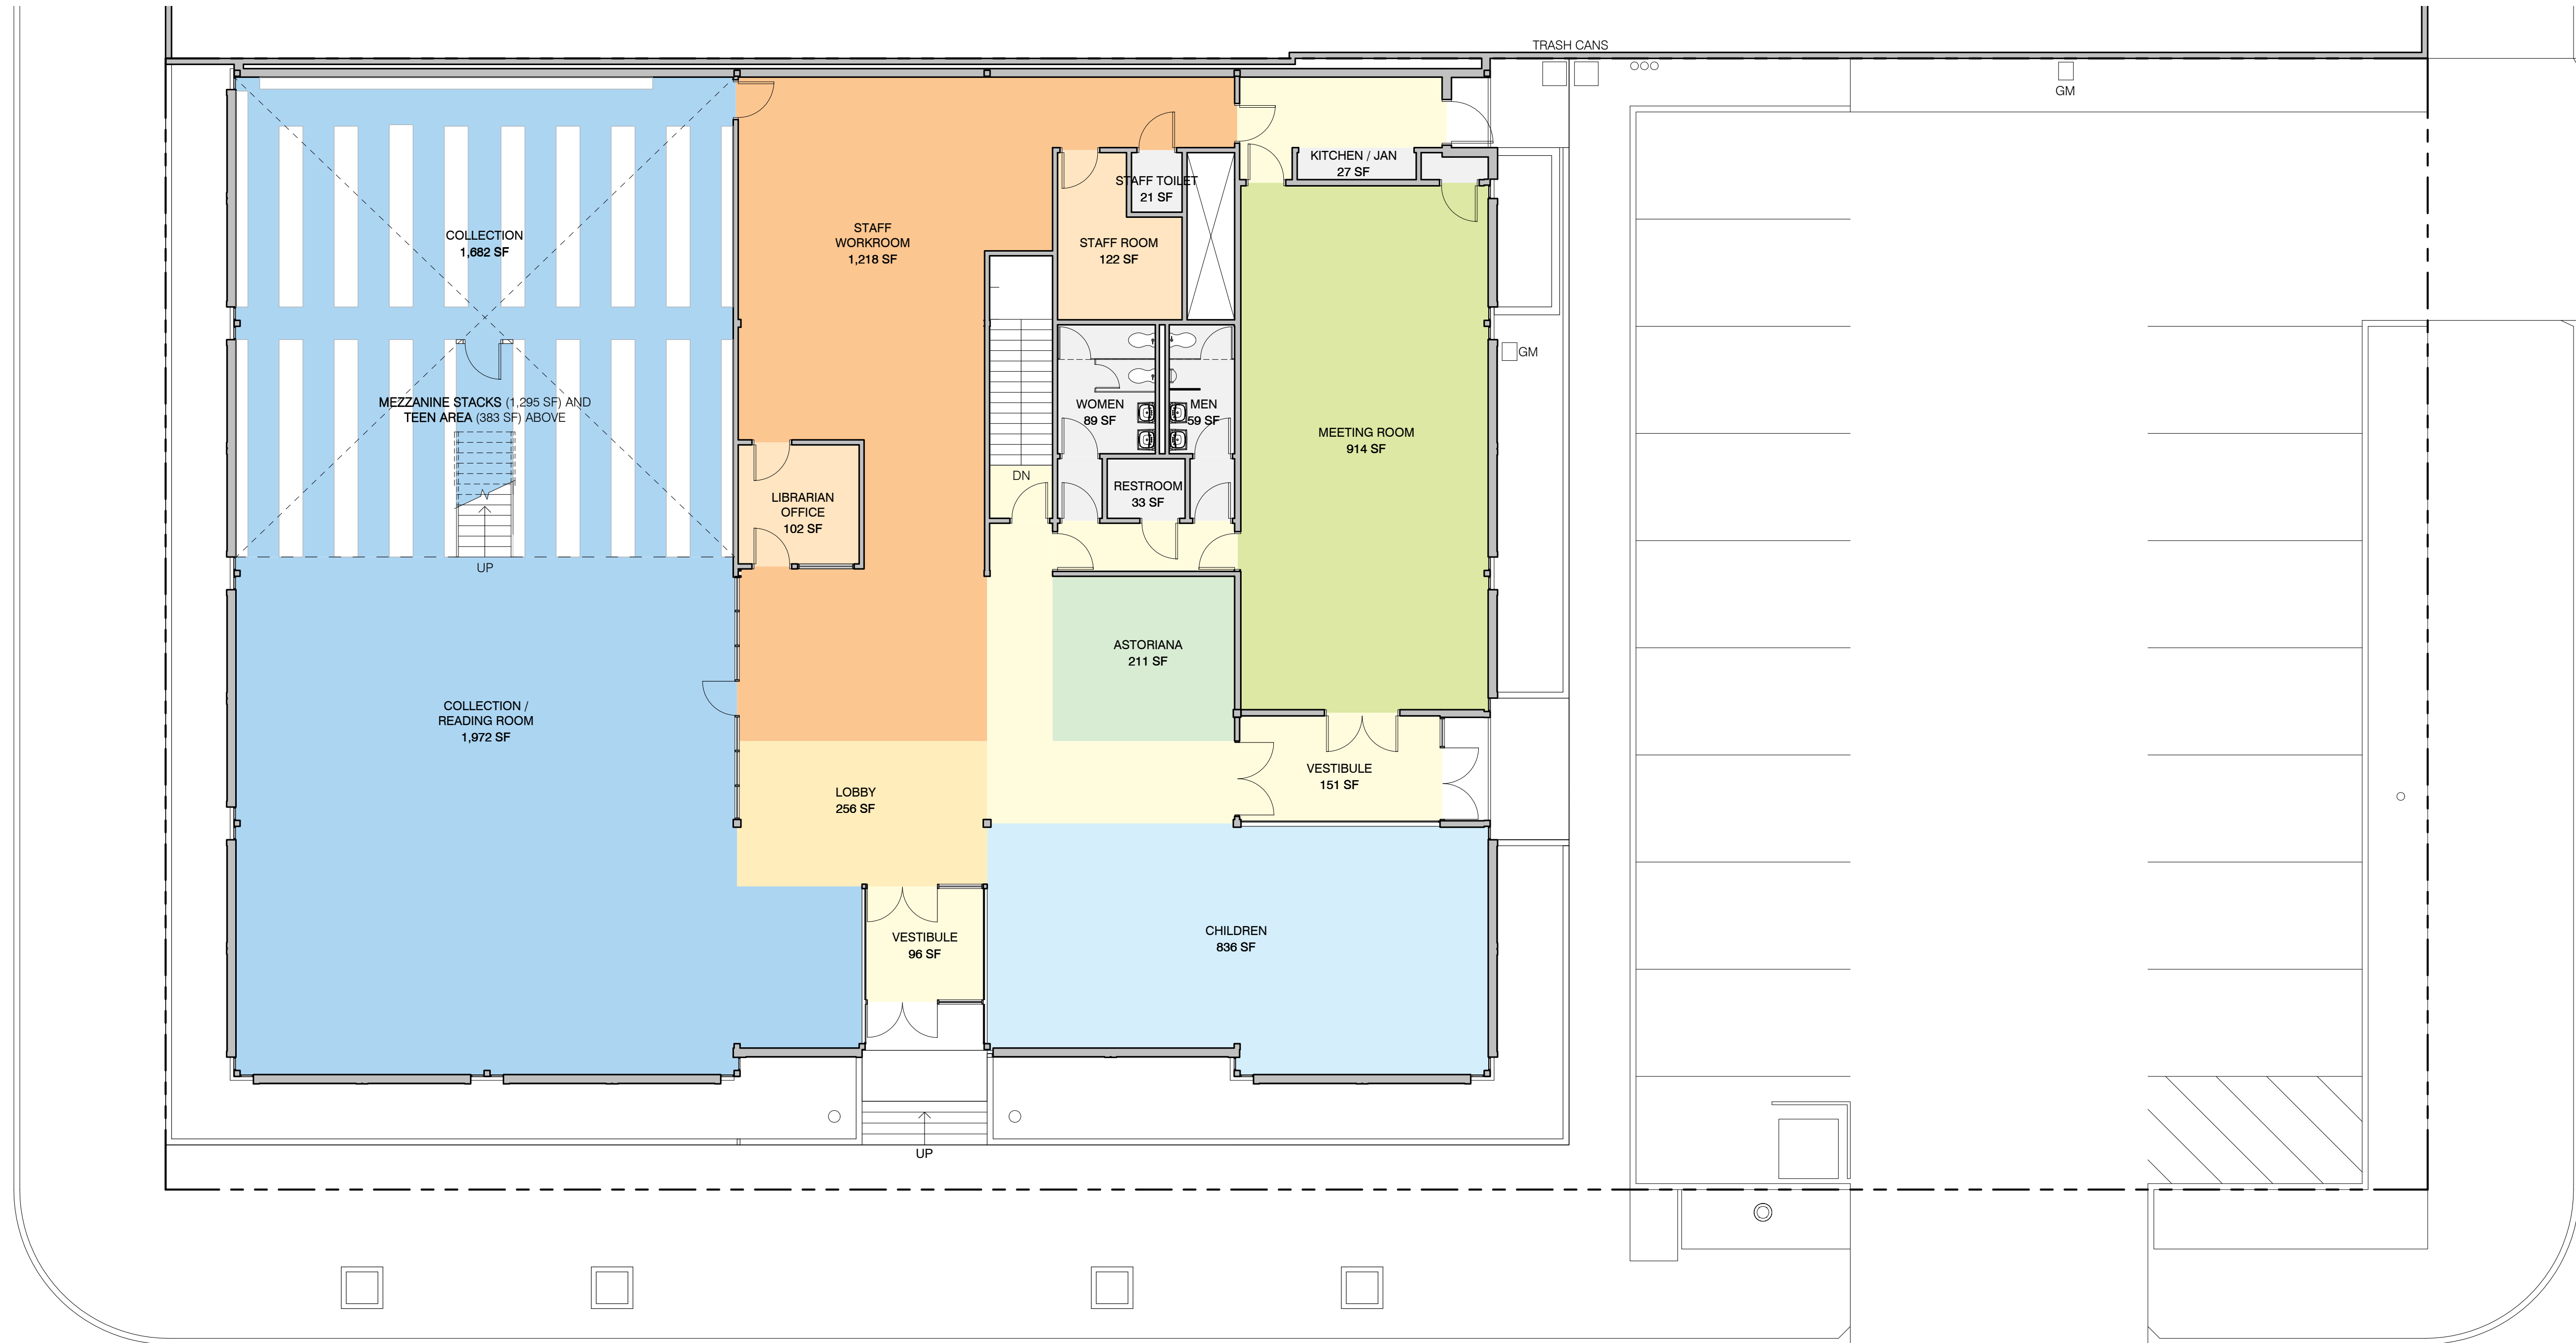 TRASH CANS
GM
KITCHEN / JAN
27 SF
STAFF TOILET
21 SF
COLLECTION
1,682 SF
STAFF
WORKROOM
1,218 SF
STAFF ROOM
122 SF
GM
MEZZANINE STACKS (1,295 SF) AND
TEEN AREA (383 SF) ABOVE
WOMEN
89 SF
MEN
59 SF
MEETING ROOM
914 SF
DN
RESTROOM
33 SF
LIBRARIAN
OFFICE
102 SF
UP
ASTORIANA
211 SF
COLLECTION /
READING ROOM
1,972 SF
VESTIBULE
151 SF
LOBBY
256 SF
VESTIBULE
96 SF
CHILDREN
836 SF
UP